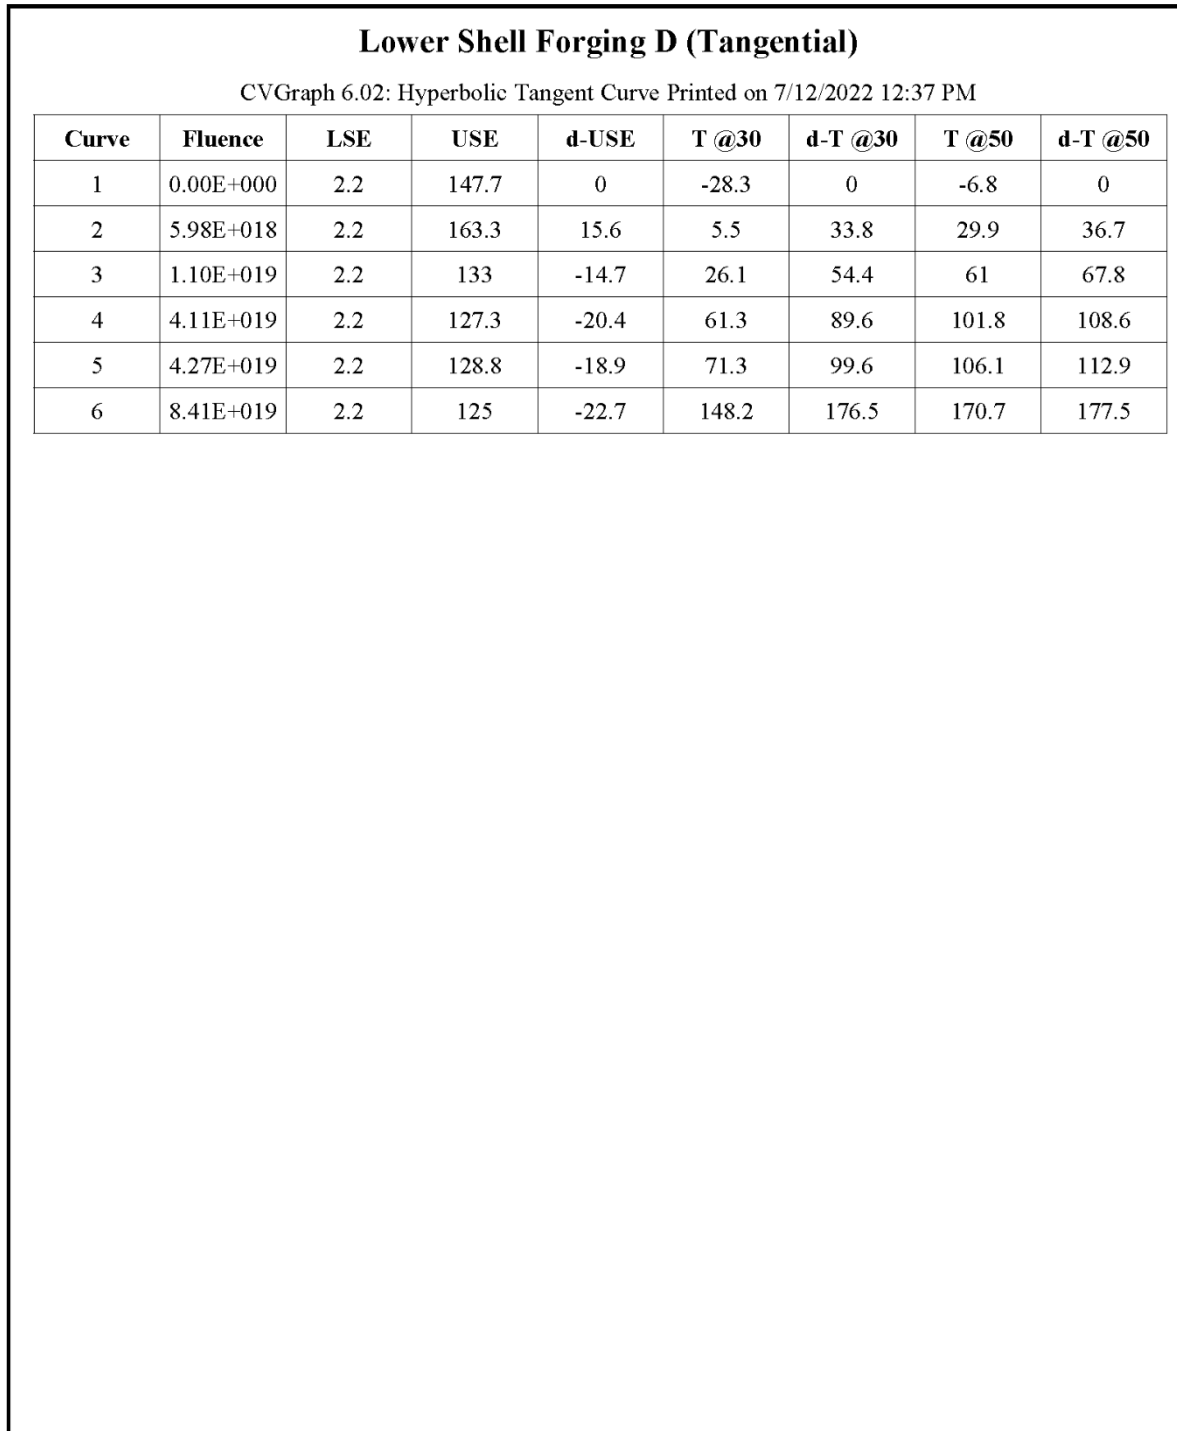 Lower Shell Forging D (Tangential)
CVGraph 6.02: Hyperbolic Tangent Curve Printed on 7/12/2022 12:37 PM
Curve Fluence LSE USE d-USE T @30 d-T @30 T @50 d-T @50
1 0.00E+000 2.2 147.7 0 -28.3 0 -6.8 0
2 5.98E+018 2.2 163.3 15.6 5.5 33.8 29.9 36.7
3 1.10E+019 2.2 133 -14.7 26.1 54.4 61 67.8
4 4.11E+019 2.2 127.3 -20.4 61.3 89.6 101.8 108.6
5 4.27E+019 2.2 128.8 -18.9 71.3 99.6 106.1 112.9
6 8.41E+019 2.2 125 -22.7 148.2 176.5 170.7 177.5